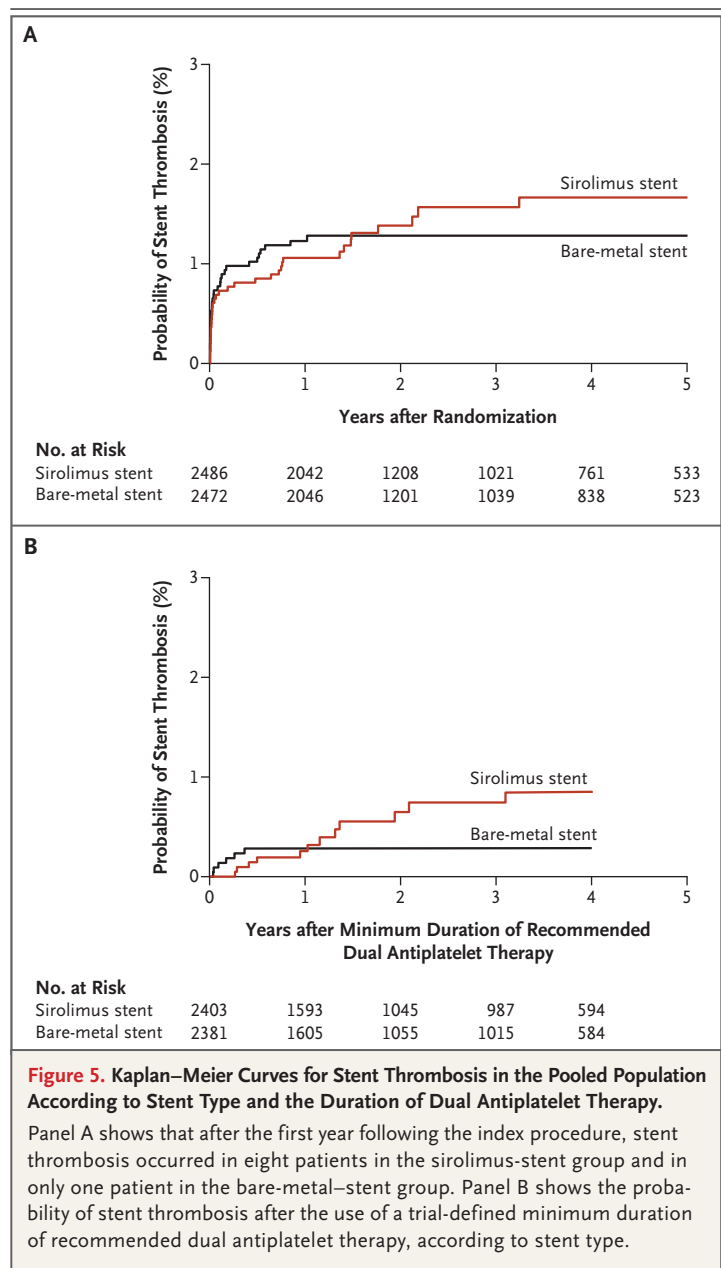 A
3
2
1
0
Probability of Stent Thrombosis (%)
Sirolimus stent
Bare-metal stent
0 1 2 3 4 5
Years after Randomization
No. at Risk
Sirolimus stent 2486 2042 1208 1021 761 533
Bare-metal stent 2472 2046 1201 1039 838 523
B
3
2
1
0
Probability of Stent Thrombosis (%)
Sirolimus stent
Bare-metal stent
0 1 2 3 4 5
Years after Minimum Duration of Recommended
Dual Antiplatelet Therapy
No. at Risk
Sirolimus stent 2403 1593 1045 987 594
Bare-metal stent 2381 1605 1055 1015 584
Figure 5. Kaplan–Meier Curves for Stent Thrombosis in the Pooled Population
According to Stent Type and the Duration of Dual Antiplatelet Therapy.
Panel A shows that after the first year following the index procedure, stent
thrombosis occurred in eight patients in the sirolimus-stent group and in
only one patient in the bare-metal–stent group. Panel B shows the proba-
bility of stent thrombosis after the use of a trial-defined minimum duration
of recommended dual antiplatelet therapy, according to stent type.